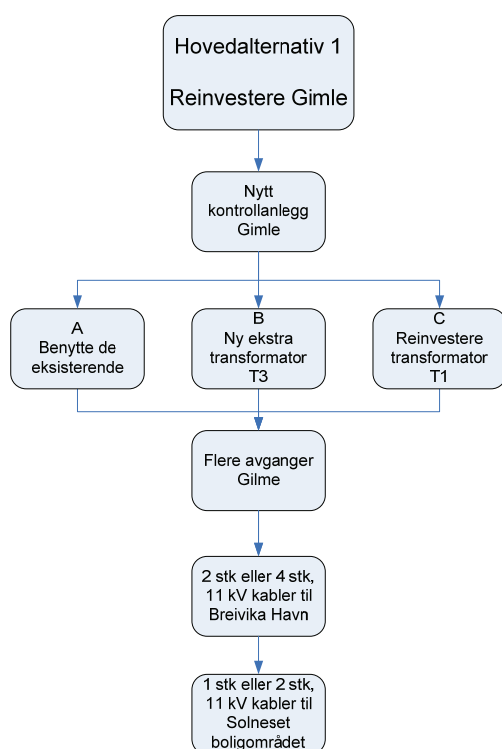 Hovedalternativ 1
Reinvestere Gimle
Nytt
kontrollanlegg
Gimle
A
Benytte de
eksisterende
B
Ny ekstra
transformator
T3
C
Reinvestere
transformator
T1
Flere avganger
Gilme
2 stk eller 4 stk,
11 kV kabler til
Breivika Havn
1 stk eller 2 stk,
11 kV kabler til
Solneset
boligområdet